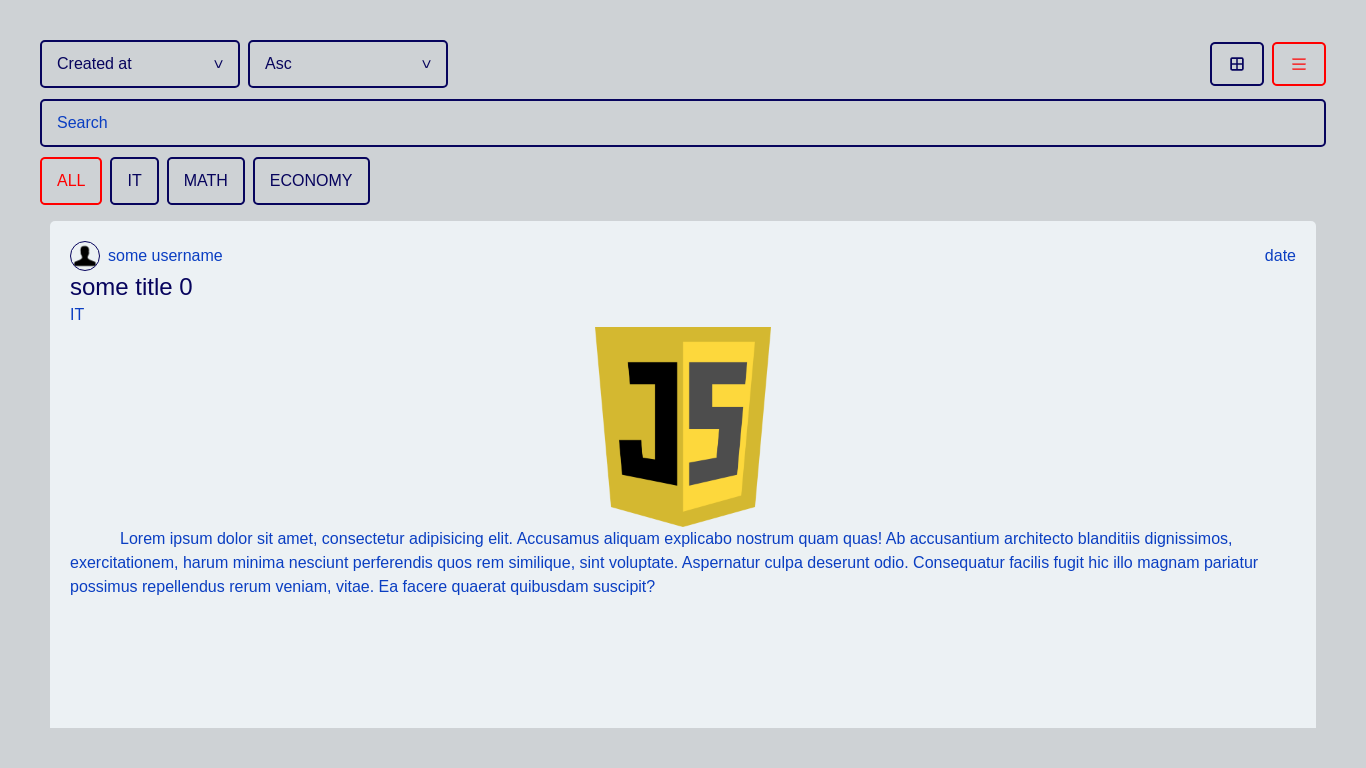 Created at
Asc
Search
ALL
IT
MATH
ECONOMY
some username
date
some title 0
IT
JS
Lorem ipsum dolor sit amet, consectetur adipisicing elit. Accusamus aliquam explicabo nostrum quam quas! Ab accusantium architecto blanditiis dignissimos,
exercitationem, harum minima nesciunt perferendis quos rem similique, sint voluptate. Aspernatur culpa deserunt odio. Consequatur facilis fugit hic illo magnam pariatur
possimus repellendus rerum veniam, vitae. Ea facere quaerat quibusdam suscipit?